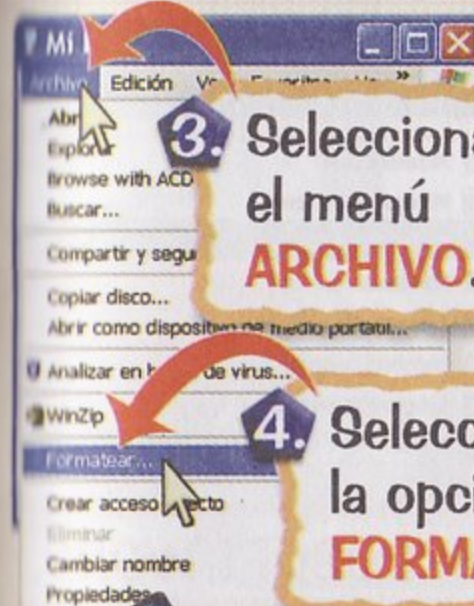 Mi
Archivo Edición
3. Selecciona
el menú
ARCHIVO.
Explorar
Browse with ACD
Buscar...
Compartir y segu
Copiar disco...
Abrir como dispositivo de medio portátil...
Analizar en b de virus...
WinZip
4. Selecc
la opci
FORMA
Formatear...
Crear acceso
Eliminar
Cambiar nombre
Propiedades